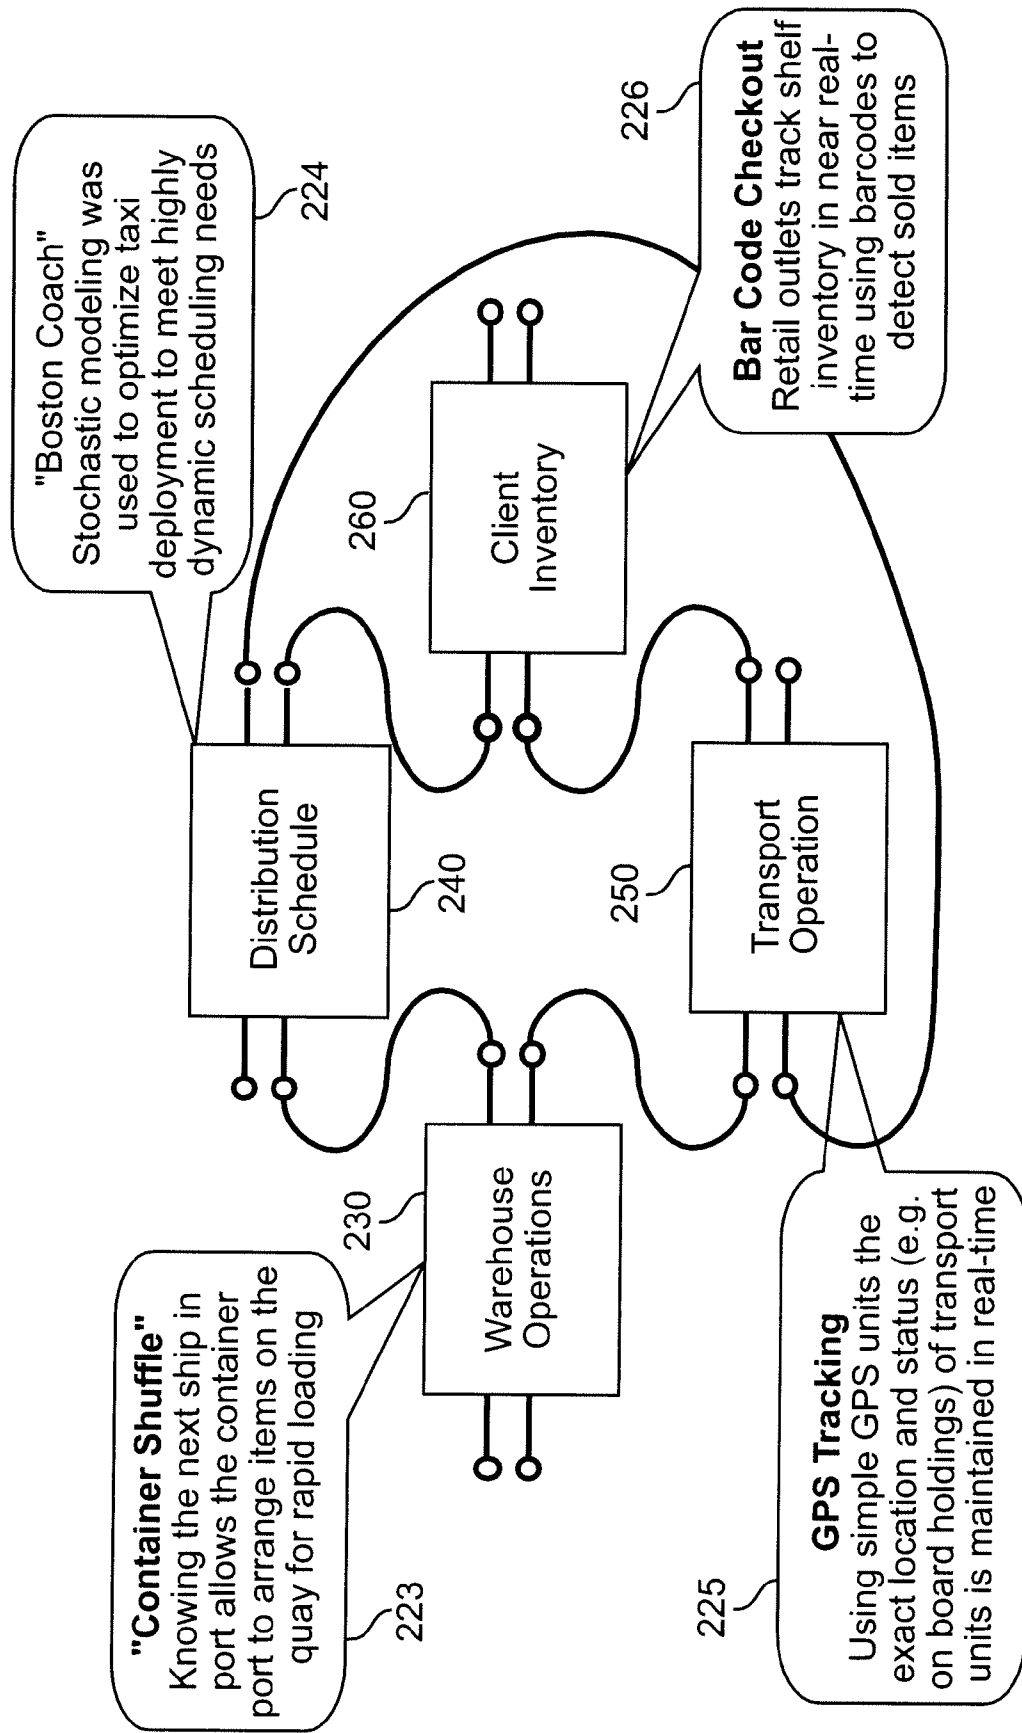 "Container Shuffle"
Knowing the next ship in
port allows the container
port to arrange items on the
quay for rapid loading
223
"Boston Coach"
Stochastic modeling was
used to optimize taxi
deployment to meet highly
dynamic scheduling needs
224
230
Warehouse
Operations
Distribution
Schedule
240
260
Client
Inventory
250
Transport
Operation
225
GPS Tracking
Using simple GPS units the
exact location and status (e.g.
on board holdings) of transport
units is maintained in real-time
226
Bar Code Checkout
Retail outlets track shelf
inventory in near real-
time using barcodes to
detect sold items